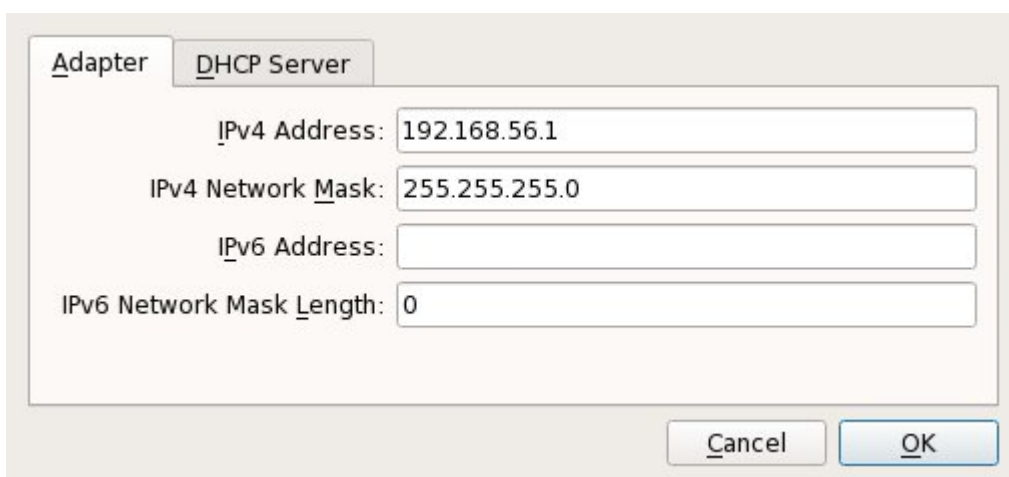 Adapter DHCP Server
IPv4 Address: 192.168.56.1
IPv4 Network Mask: 255.255.255.0
IPv6 Address:
IPv6 Network Mask Length: 0
Cancel OK